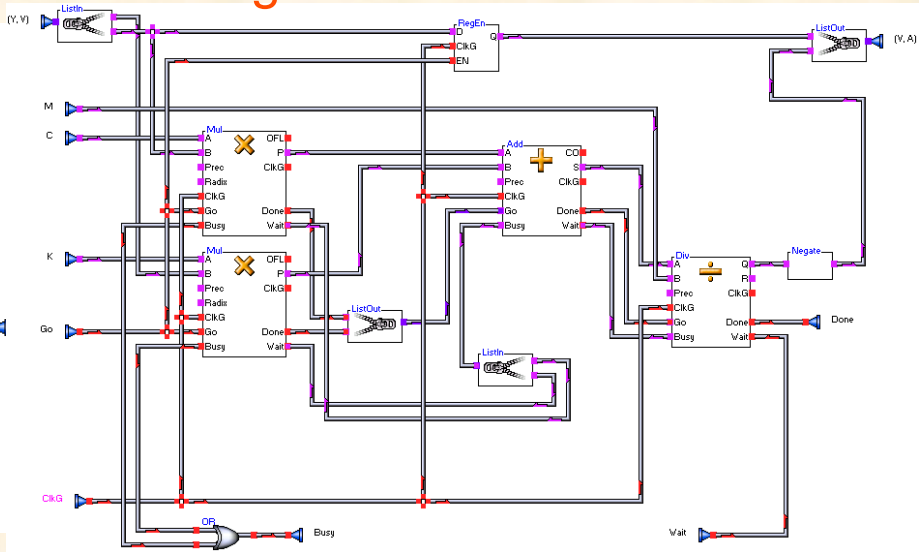 g
ListIn
(Y, V)
RegEn
D
Q
ClkG
EN
ListOut
(V, A)
M
C
Mul
A
OFL
B
P
Prec
ClkG
Radix
ClkG
Go
Done
Busy
Wait
Add
A
CO
B
S
Prec
ClkG
ClkG
Go
Done
Busy
Wait
K
Mul
A
OFL
B
P
Prec
ClkG
Radix
ClkG
Go
Done
Busy
Wait
Go
ListOut
ListIn
Div
A
Q
B
R
Prec
ClkG
ClkG
Go
Done
Busy
Wait
Negate
Done
ClkG
OR
Busy
Wait